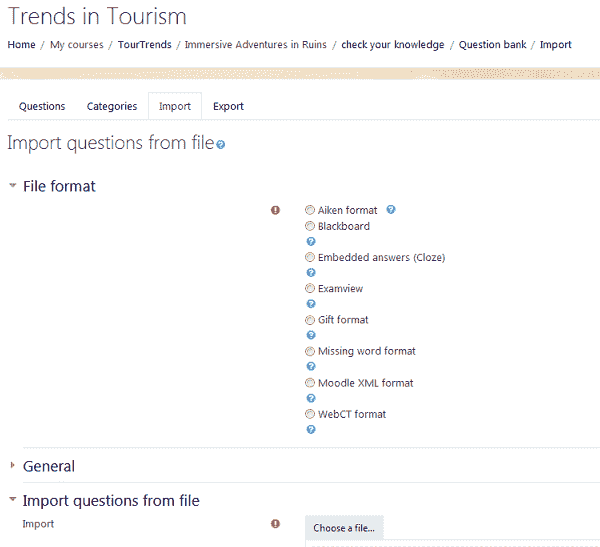 Trends in Tourism
Home / My courses / TourTrends / Immersive Adventures in Ruins / check your knowledge / Question bank / Import
Questions Categories Import Export
Import questions from file
File format
Aiken format
Blackboard
Embedded answers (Cloze)
Examview
Gift format
Missing word format
Moodle XML format
WebCT format
General
Import questions from file
Import Choose a file...